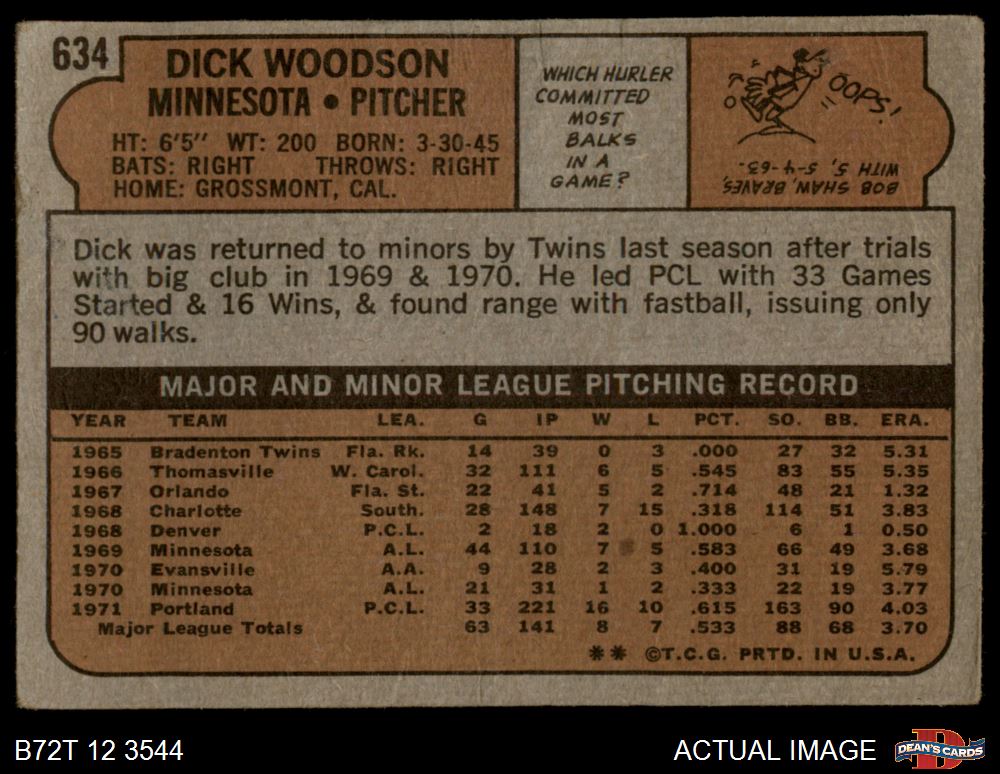 634
DICK WOODSON
MINNESOTA • PITCHER
HT: 6'5" WT: 200 BORN: 3-30-45
BATS: RIGHT THROWS: RIGHT
HOME: GROSSMONT, CAL.
WHICH HURLER
COMMITTED
MOST
BALKS
IN A
GAME?
OOPS!
BOB SHAW, BRAVES,
WITH 5, 5-4-63.
Dick was returned to minors by Twins last season after trials
with big club in 1969 & 1970. He led PCL with 33 Games
Started & 16 Wins, & found range with fastball, issuing only
90 walks.
MAJOR AND MINOR LEAGUE PITCHING RECORD
YEAR TEAM LEA. G IP W L PCT. SO. BB. ERA.
1965 Bradenton Twins Fla. Rk. 14 39 0 3 .000 27 32 5.31
1966 Thomasville W. Carol. 32 111 6 5 .545 83 55 5.35
1967 Orlando Fla. St. 22 41 5 2 .714 48 21 1.32
1968 Charlotte South. 28 148 7 15 .318 114 51 3.83
1968 Denver P.C.L. 2 18 2 0 1.000 6 1 0.50
1969 Minnesota A.L. 44 110 7 5 .583 66 49 3.68
1970 Evansville A.A. 9 28 2 3 .400 31 19 5.79
1970 Minnesota A.L. 21 31 1 2 .333 22 19 3.77
1971 Portland P.C.L. 33 221 16 10 .615 163 90 4.03
Major League Totals 63 141 8 7 .533 88 68 3.70
** ©T.C.G. PRTD. IN U.S.A.
B72T 12 3544
ACTUAL IMAGE
DEAN'S CARDS